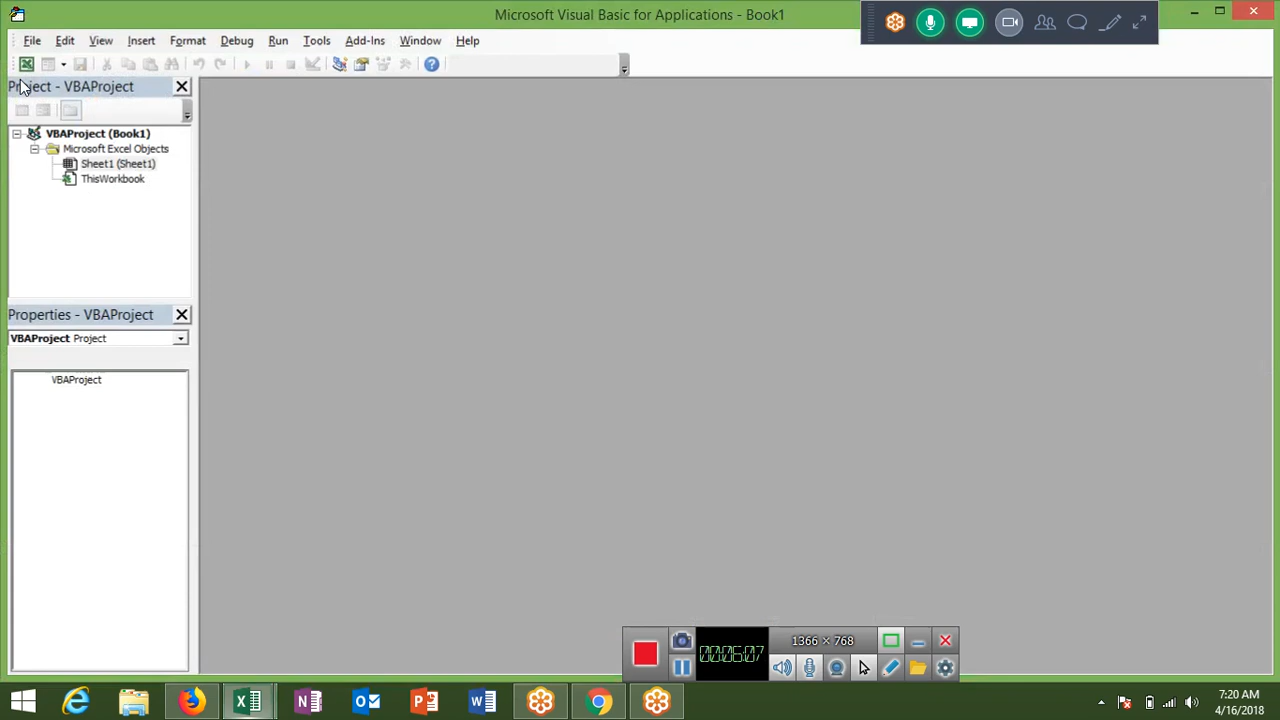 Microsoft Visual Basic for Applications - Book1
File Edit View Insert Format Debug Run Tools Add-Ins Window Help
Project - VBAProject
VBAProject (Book1)
Microsoft Excel Objects
Sheet1 (Sheet1)
ThisWorkbook
Properties - VBAProject
VBAProject Project
VBAProject
00:06:07
1366 × 768
7:20 AM
4/16/2018